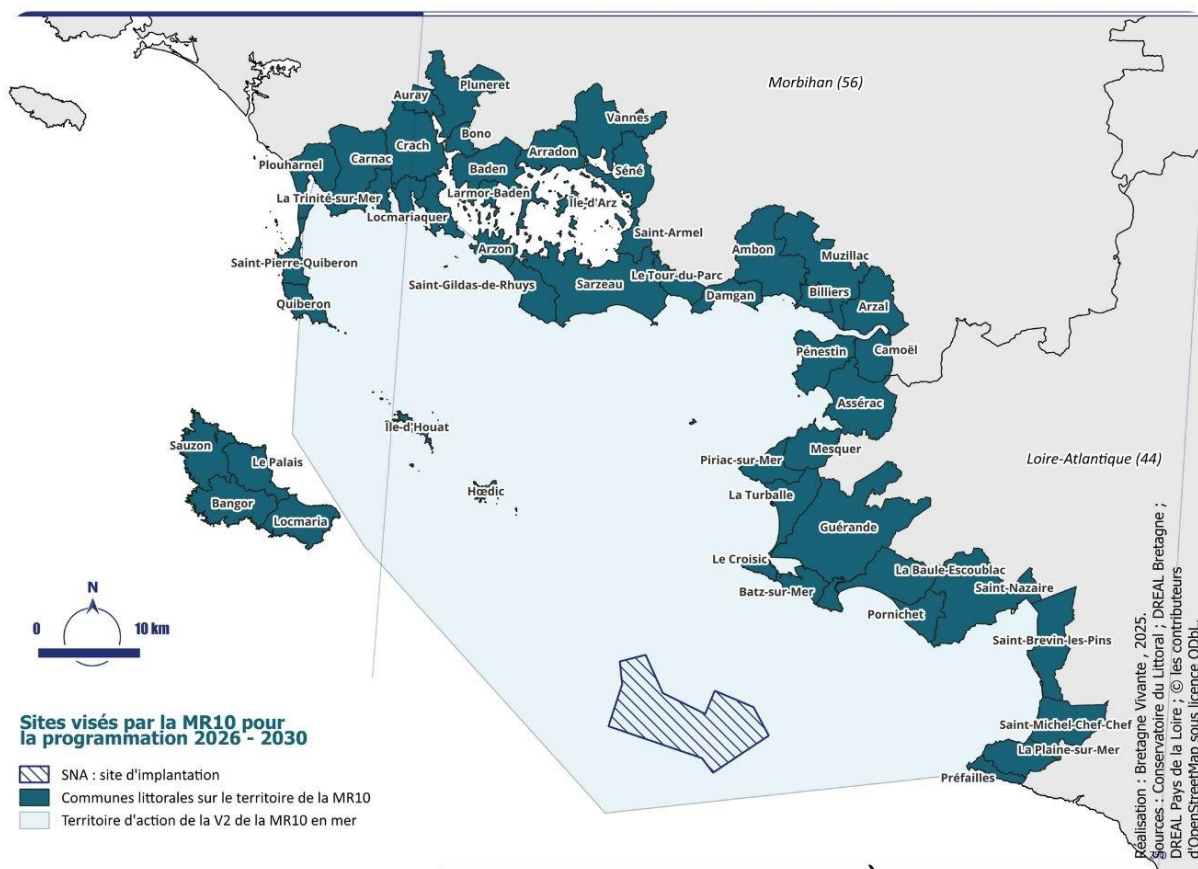 Morbihan (56)
Pluneret
Auray
Vannes
Bono
Crach
Arradon
Carnac
Plouharnel
Baden
Séné
La Trinité-sur-Mer
Larmor-Baden
Île-d'Arz
Locmariaquer
Saint-Armel
Arzon
Ambon
Muzillac
Saint-Pierre-Quiberon
Saint-Gildas-de-Rhuys
Sarzeau
Le Tour-du-Parc
Damgan
Billiers
Arzal
Quiberon
Pénestin
Camoël
Assérac
Île-d'Houat
Sauzon
Le Palais
Mesquer
Piriac-sur-Mer
Loire-Atlantique (44)
Hœdic
La Turballe
Bangor
Locmaria
Guérande
Le Croisic
La Baule-Escoublac
Batz-sur-Mer
Saint-Nazaire
Pornichet
Saint-Brevin-les-Pins
Saint-Michel-Chef-Chef
La Plaine-sur-Mer
Préfailles
N
0 10 km
Sites visés par la MR10 pour
la programmation 2026 - 2030
SNA : site d'implantation
Communes littorales sur le territoire de la MR10
Territoire d'action de la V2 de la MR10 en mer
Réalisation : Bretagne Vivante , 2025.
Sources : Conservatoire du Littoral ; DREAL Bretagne ;
DREAL Pays de la Loire ; © les contributeurs
d'OpenStreetMap sous licence ODbL.